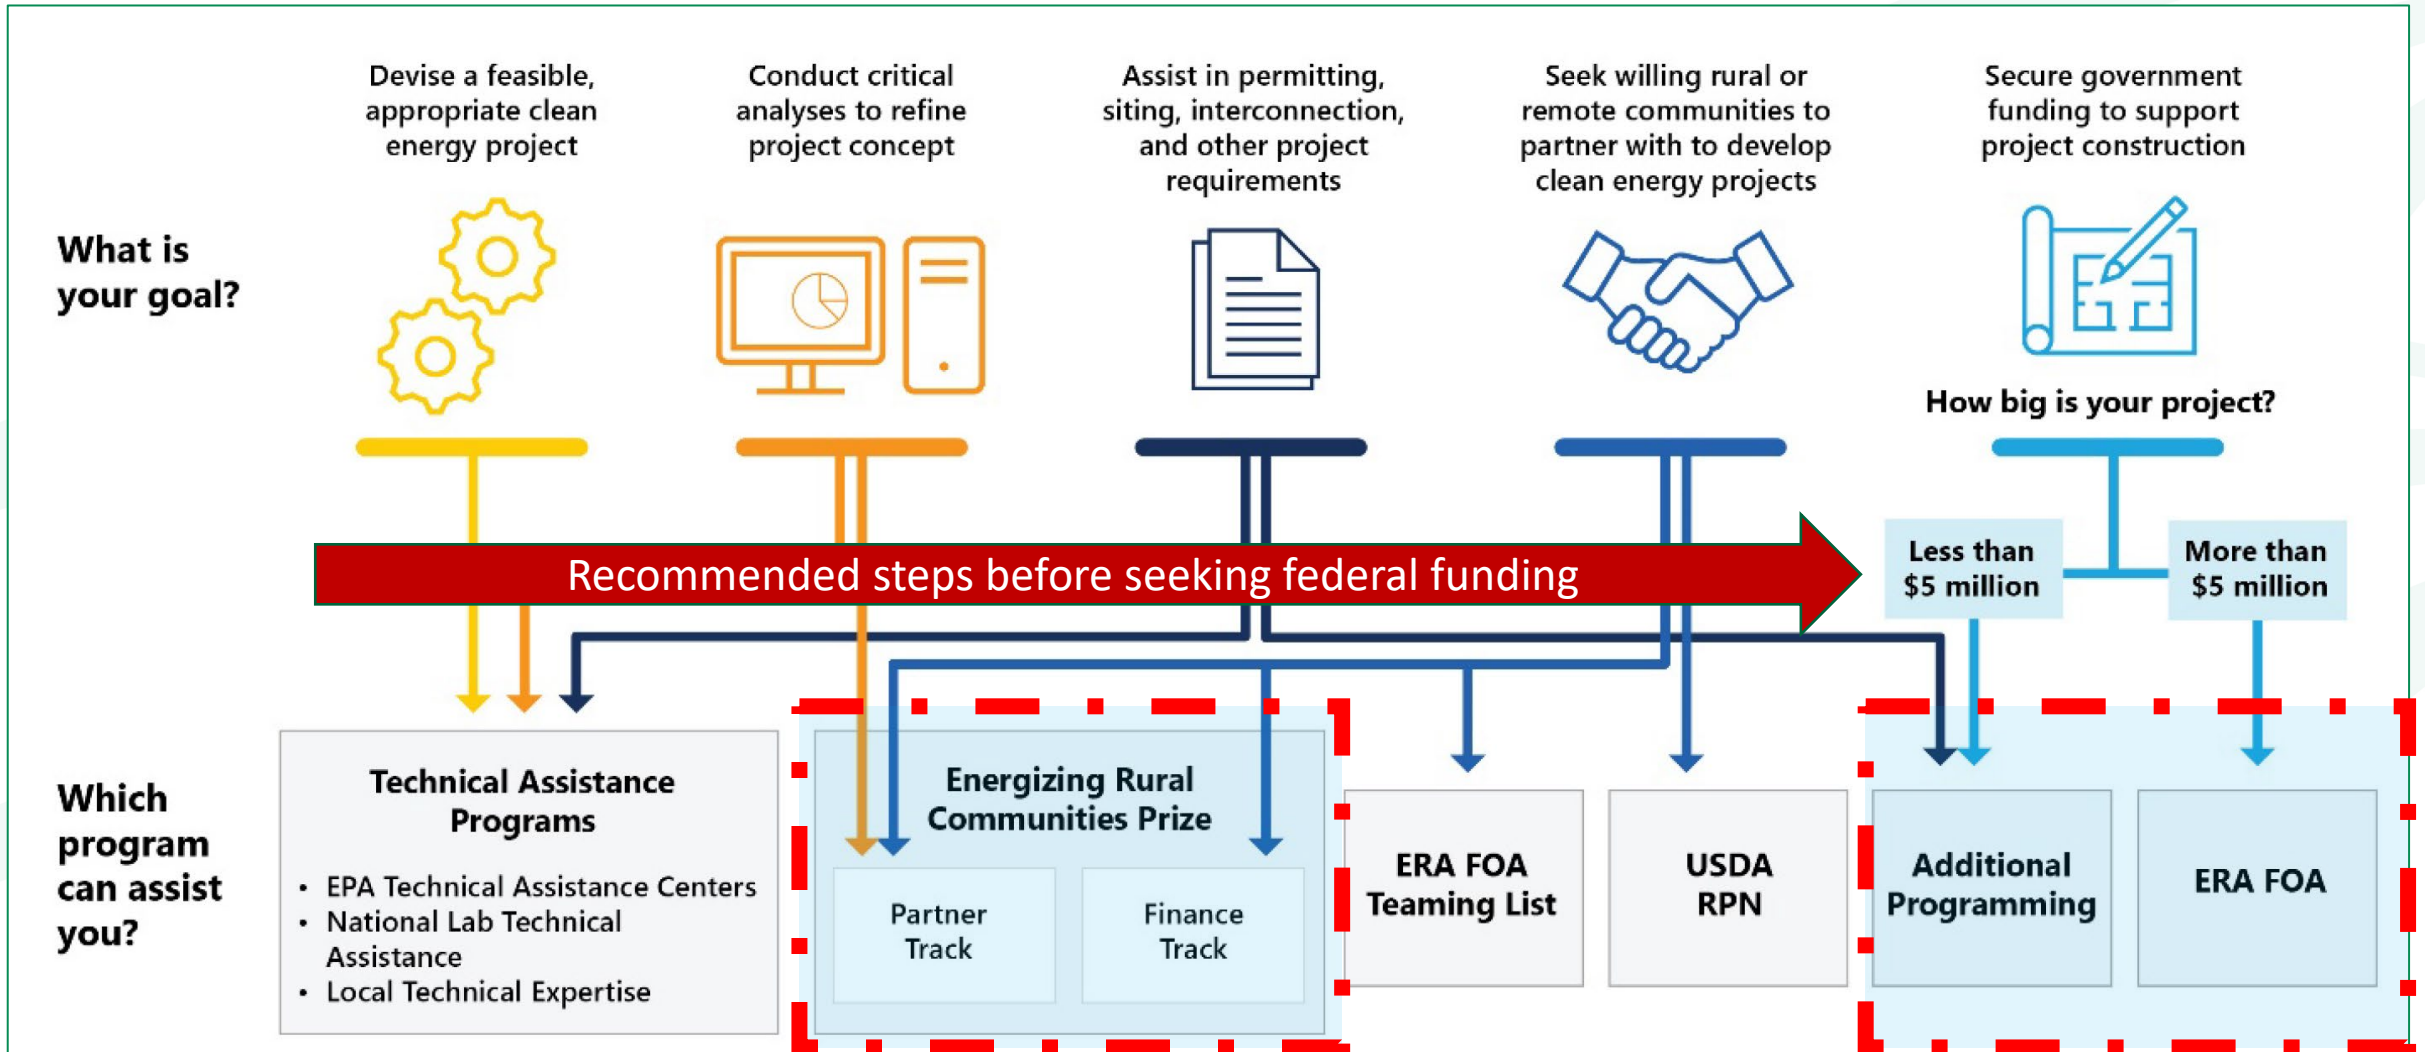 Devise a feasible,
appropriate clean
energy project
Conduct critical
analyses to refine
project concept
Assist in permitting,
siting, interconnection,
and other project
requirements
Seek willing rural or
remote communities to
partner with to develop
clean energy projects
Secure government
funding to support
project construction
What is
your goal?
How big is your project?
Recommended steps before seeking federal funding
Less than
$5 million
More than
$5 million
Which
program
can assist
you?
Technical Assistance
Programs
• EPA Technical Assistance Centers
• National Lab Technical
Assistance
• Local Technical Expertise
Energizing Rural
Communities Prize
Partner
Track
Finance
Track
ERA FOA
Teaming List
USDA
RPN
Additional
Programming
ERA FOA